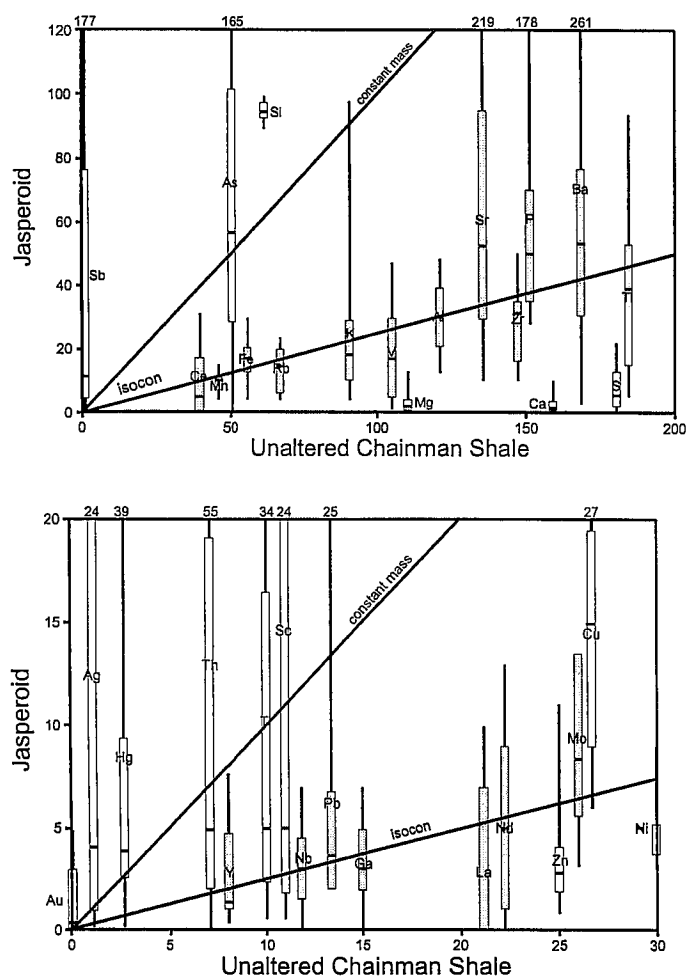 177 165 219 178 261
120
100
80
60
40
20
0
Jasperoid
constant mass
Si
As
Sb
Sr
P
Ba
Ti
K
Al
Zr
Ce
Fe
Rb
V
Mn
isocon
Mg
Ca
S
0 50 100 150 200
Unaltered Chainman Shale
24 39 55 34 24 25 27
20
15
10
5
0
Jasperoid
constant mass
Ag
Hg
Th
Sc
Cu
Mo
Pb
isocon
Au
Y
Nb
Ga
La
Nd
Zn
Ni
0 5 10 15 20 25 30
Unaltered Chainman Shale